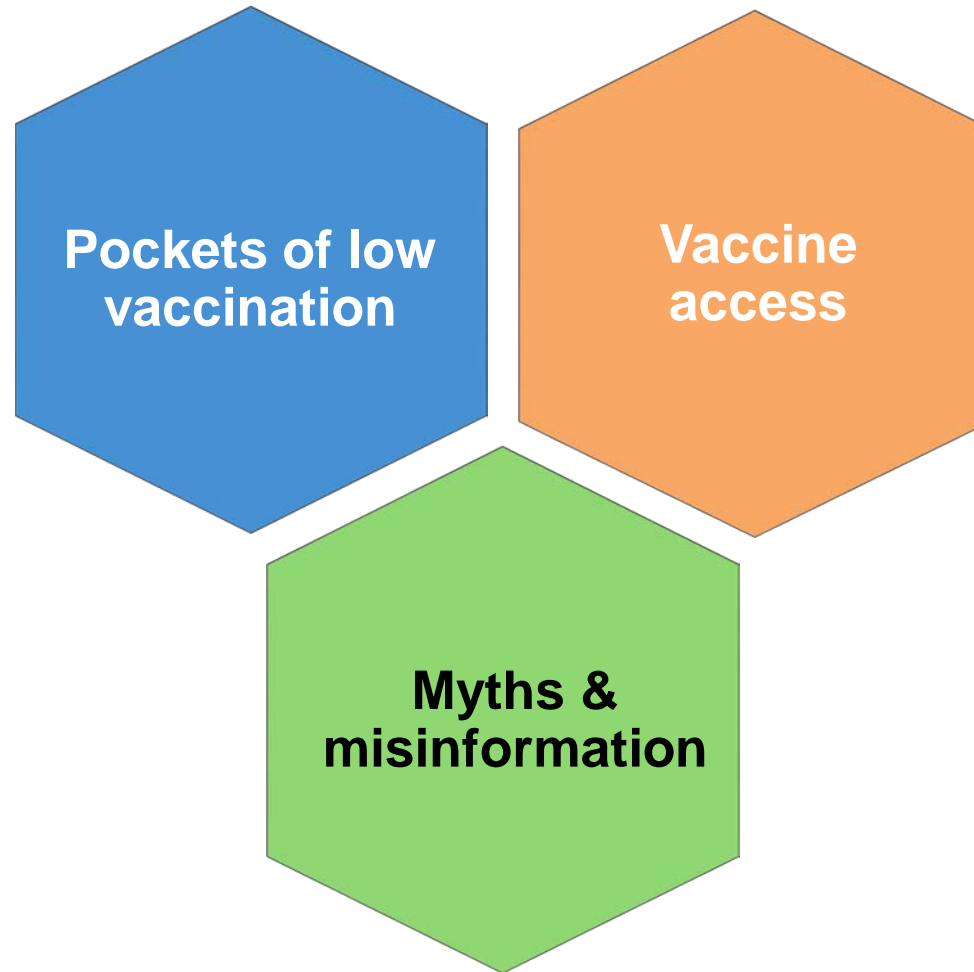 Pockets of low
vaccination
Vaccine
access
Myths &
misinformation